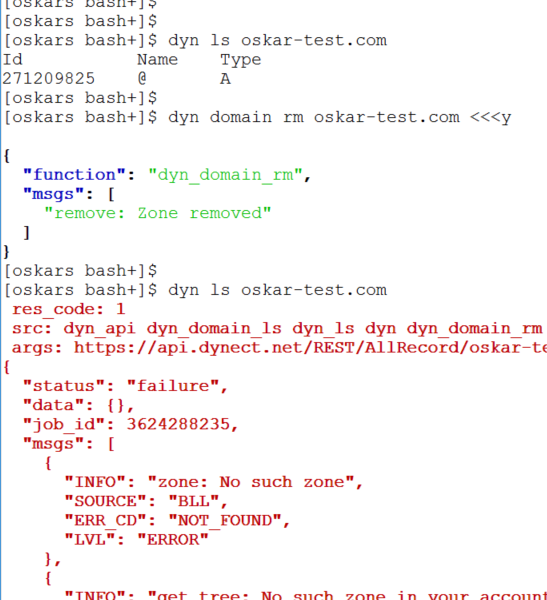 [oskars bash+]$
[oskars bash+]$
[oskars bash+]$ dyn ls oskar-test.com
Id Name Type
271209825 @ A
[oskars bash+]$
[oskars bash+]$ dyn domain rm oskar-test.com <<<y
{
"function": "dyn_domain_rm",
"msgs": [
"remove: Zone removed"
]
}
[oskars bash+]$
[oskars bash+]$ dyn ls oskar-test.com
res_code: 1
src: dyn_api dyn_domain_ls dyn_ls dyn dyn_domain_rm
args: https://api.dynect.net/REST/AllRecord/oskar-te
{
"status": "failure",
"data": {},
"job_id": 3624288235,
"msgs": [
{
"INFO": "zone: No such zone",
"SOURCE": "BLL",
"ERR_CD": "NOT_FOUND",
"LVL": "ERROR"
},
{
"INFO": "get_tree: No such zone in your account